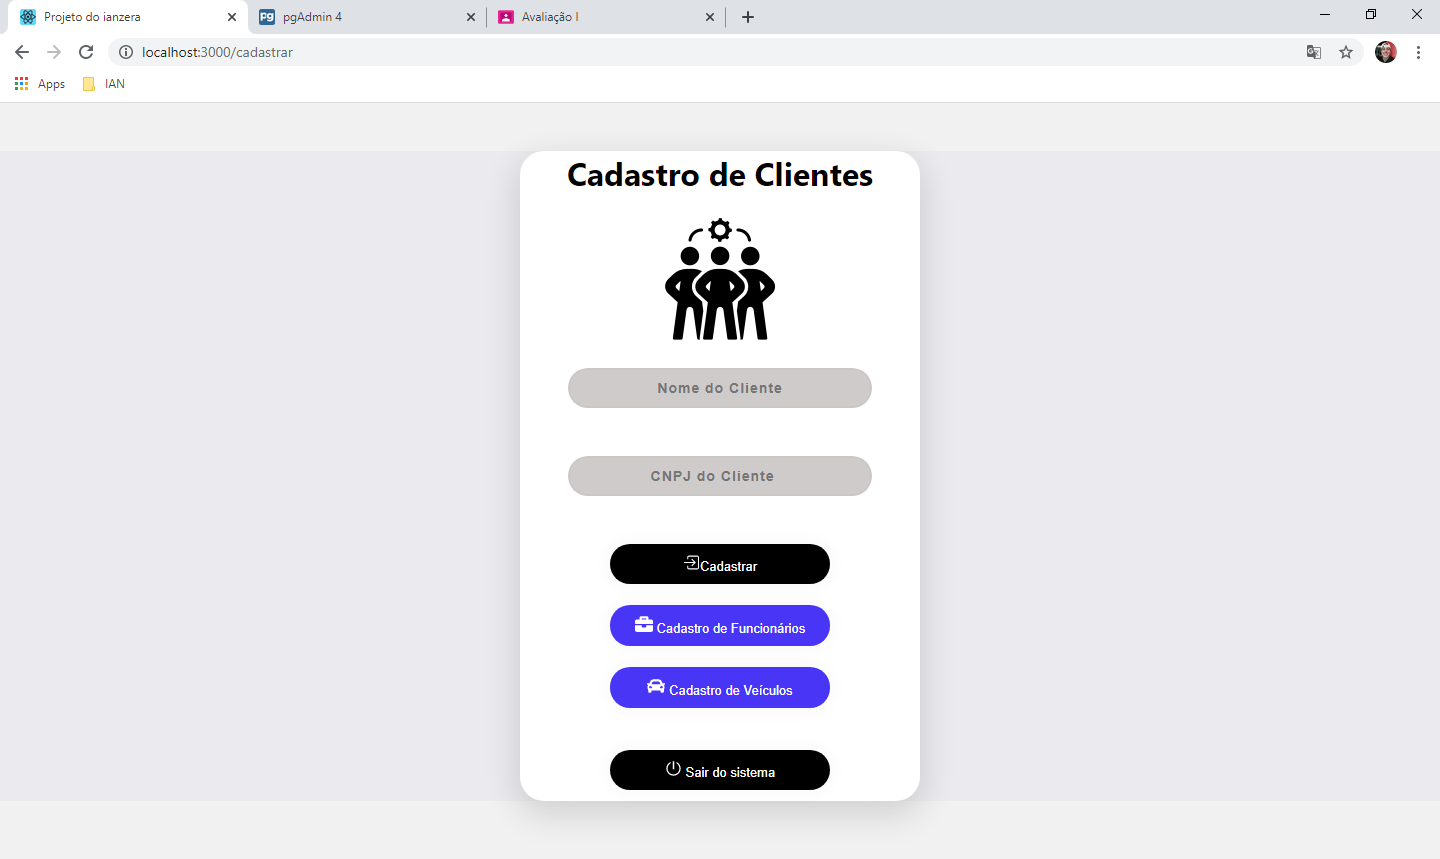 Projeto do ianzera
pg
pgAdmin 4
Avaliação I
localhost:3000/cadastrar
Apps
IAN
Cadastro de Clientes
Nome do Cliente
CNPJ do Cliente
Cadastrar
Cadastro de Funcionários
Cadastro de Veículos
Sair do sistema